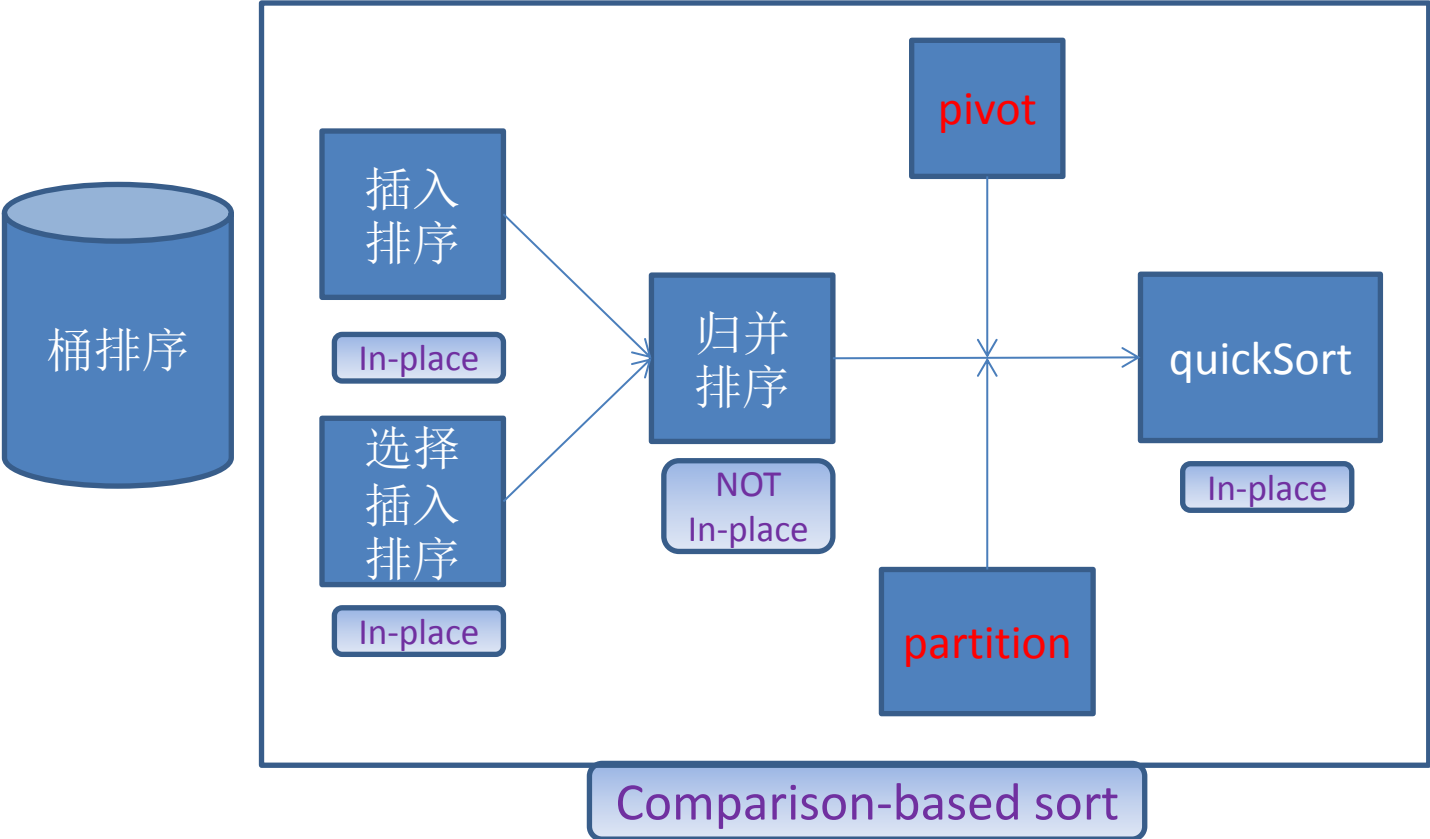 桶排序
插入
排序
In-place
选择
插入
排序
In-place
归并
排序
NOT
In-place
pivot
partition
quickSort
In-place
Comparison-based sort